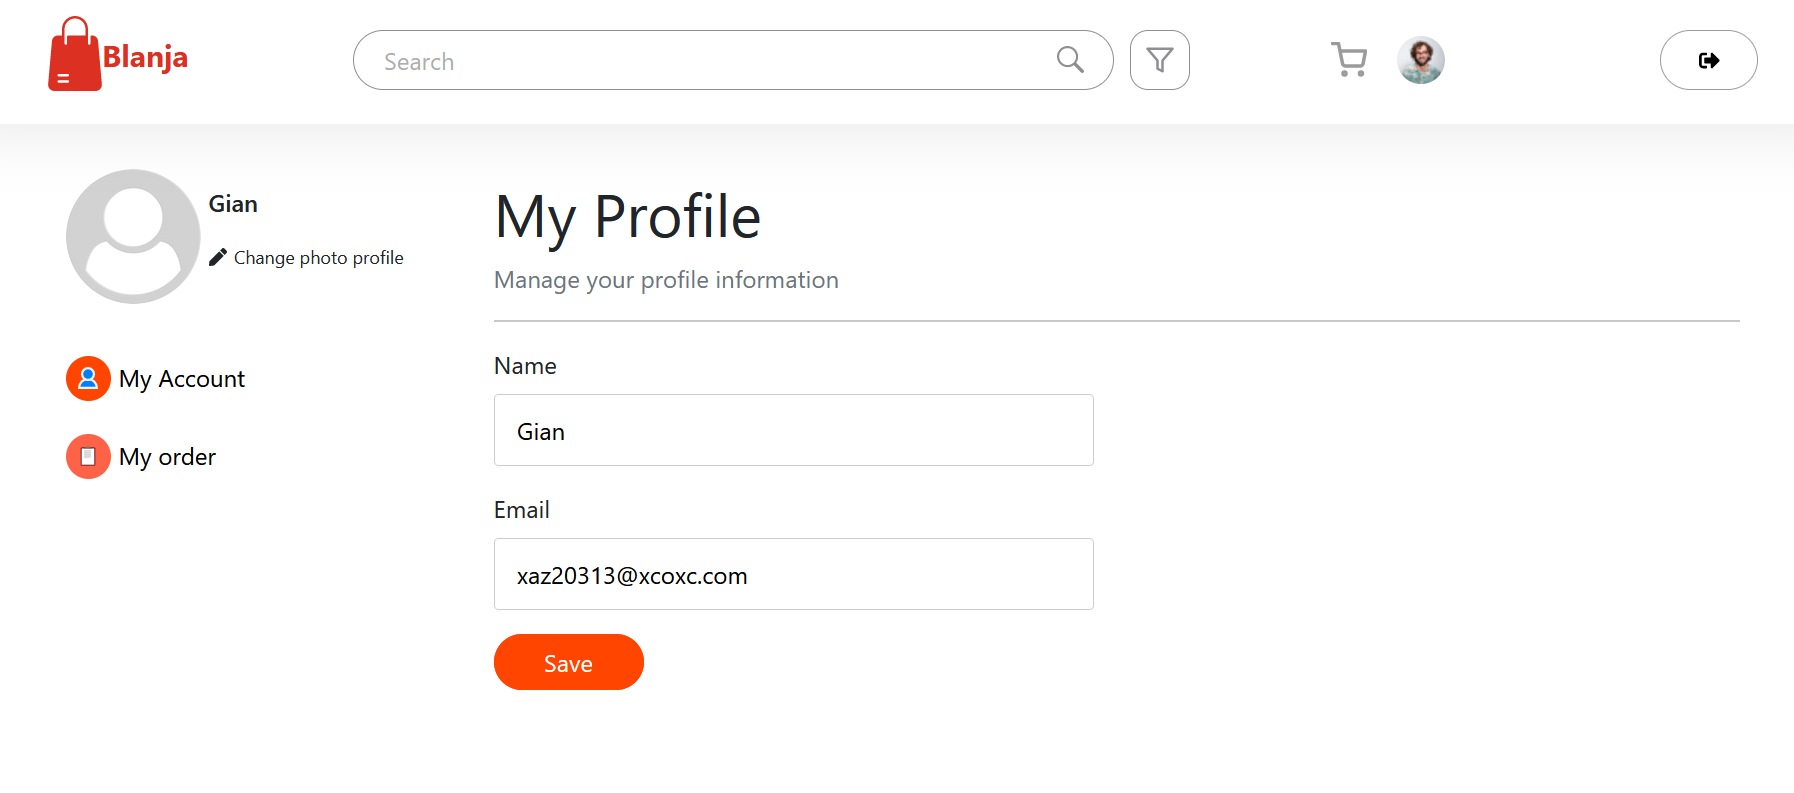 Blanja
Search
Gian
Change photo profile
My Account
My order
My Profile
Manage your profile information
Name
Gian
Email
xaz20313@xcoxc.com
Save